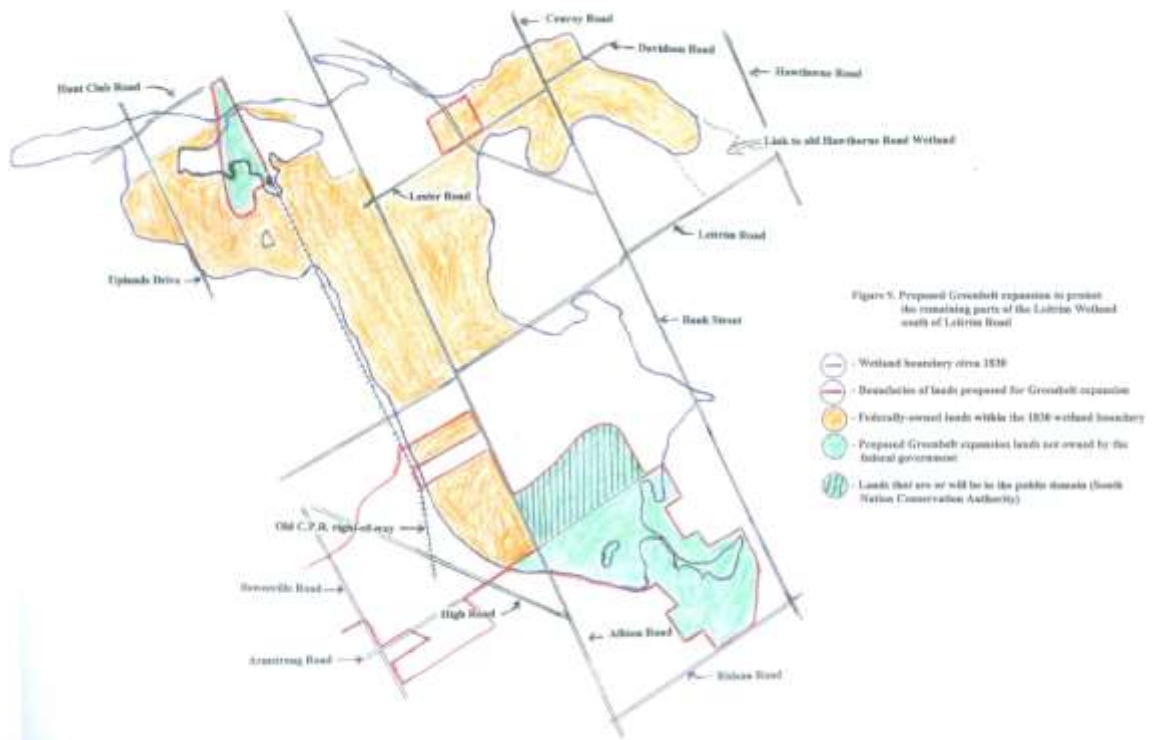 Conroy Road
Davidson Road
Hawthorne Road
Hunt Club Road
Link to old Hawthorne Road Wetland
Lester Road
Leitrim Road
Uplands Drive
Bank Street
Figure 9. Proposed Greenbelt expansion to protect
the remaining parts of the Leitrim Wetland
south of Leitrim Road
- Wetland boundary circa 1830
- Boundaries of lands proposed for Greenbelt expansion
- Federally-owned lands within the 1830 wetland boundary
- Proposed Greenbelt expansion lands not owned by the
federal government
- Lands that are or will be in the public domain (South
Nation Conservation Authority)
Old C.P.R. right-of-way
Bowesville Road
High Road
Albion Road
Armstrong Road
Rideau Road